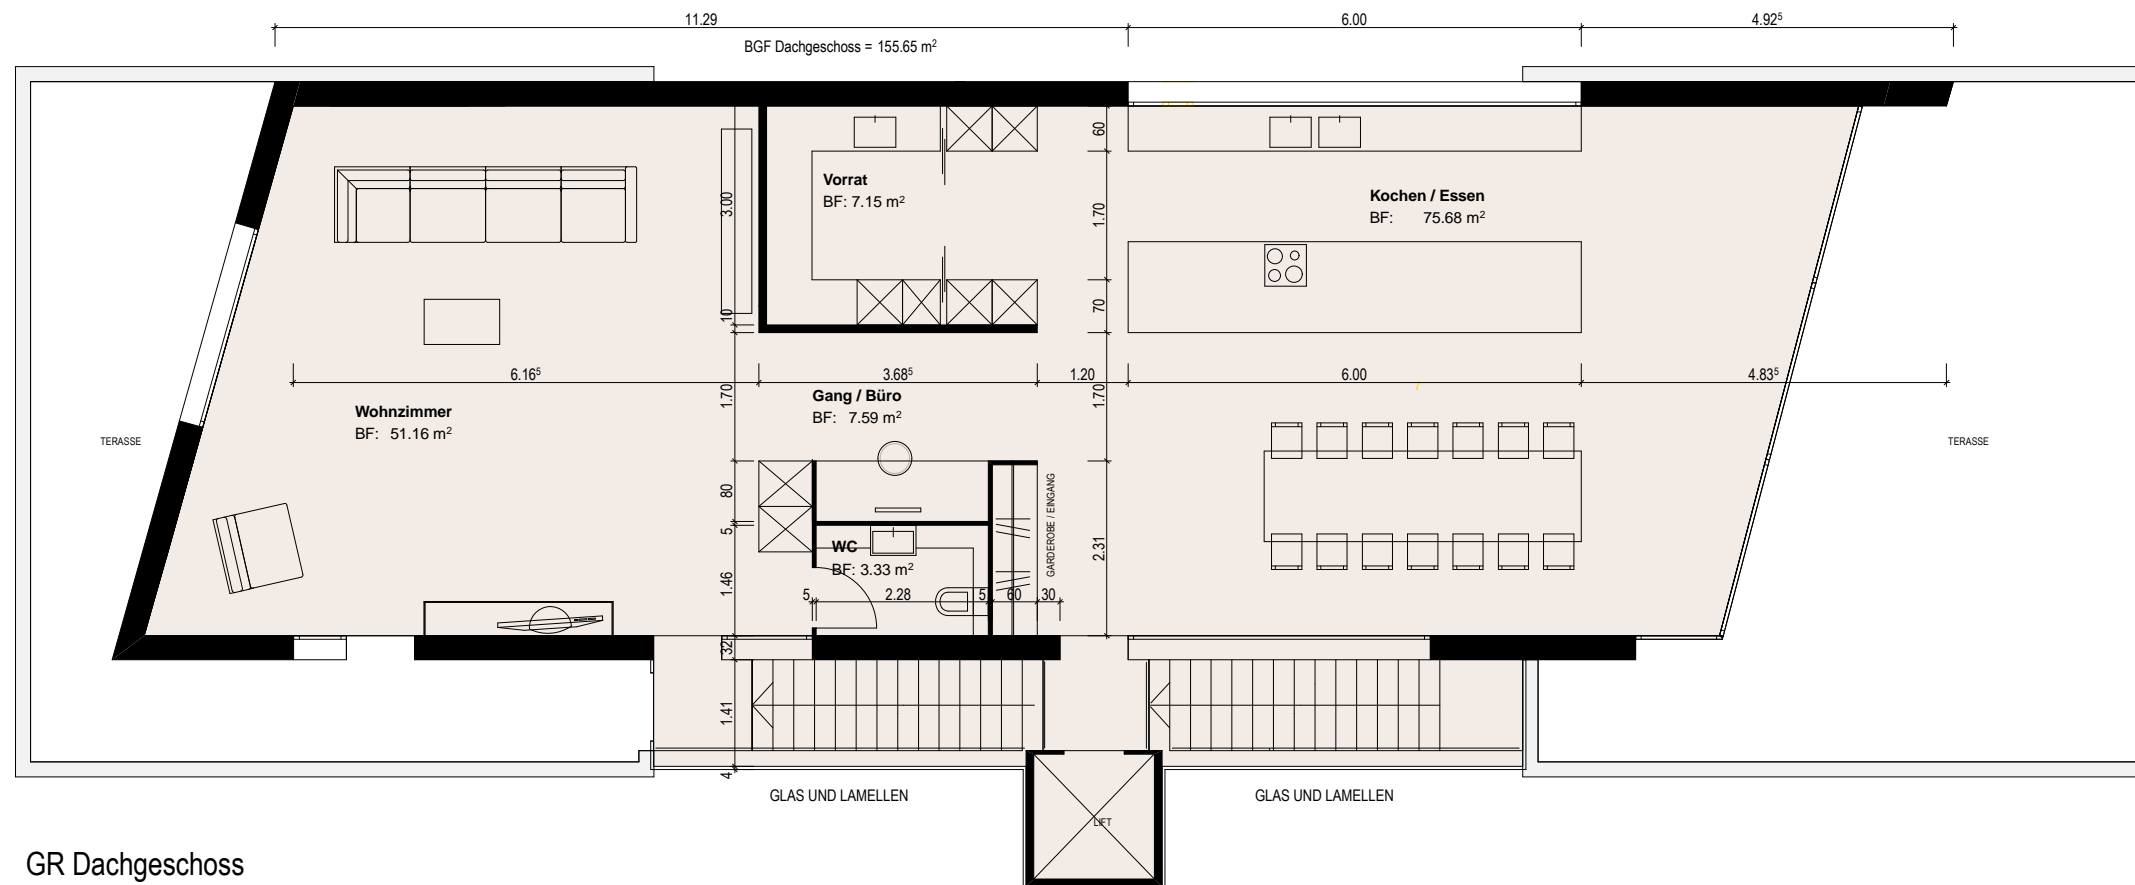 11.29
6.00
4.92⁵
BGF Dachgeschoss = 155.65 m²
60
Vorrat
BF: 7.15 m²
Kochen / Essen
BF: 75.68 m²
3.00
1.70
10
70
6.16⁵
3.68⁵
1.20
6.00
4.83⁵
1.70
1.70
Gang / Büro
BF: 7.59 m²
Wohnzimmer
BF: 51.16 m²
TERASSE
TERASSE
80
GARDEROBE / EINGANG
5
WC
BF: 3.33 m²
2.31
1.46
5
2.28
5
60
30
32
1.41
4
GLAS UND LAMELLEN
GLAS UND LAMELLEN
LIFT
GR Dachgeschoss